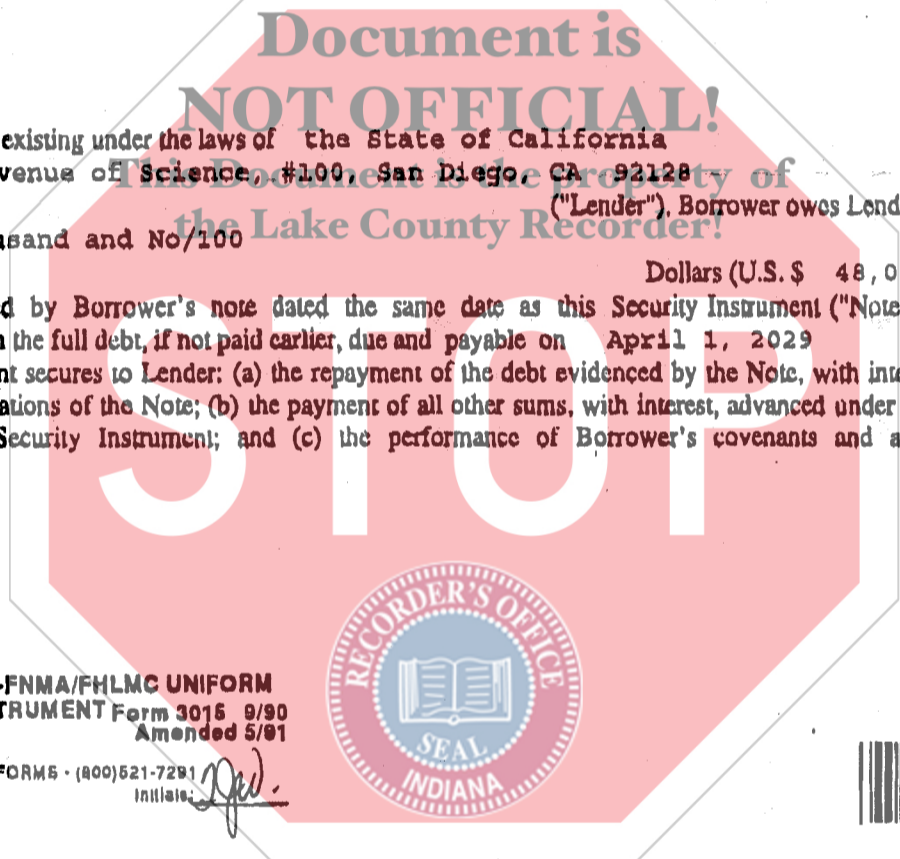 Document is
NOT OFFICIAL!
existing under the laws of the State of California
This Document is the property of
venue of Science, #100, San Diego, CA 92128 -
("Lender"). Borrower owes Lend
the Lake County Recorder!
usand and No/100
Dollars (U.S. $ 48,0
d by Borrower's note dated the same date as this Security Instrument ("Note
the full debt, if not paid earlier, due and payable on April 1, 2029
nt secures to Lender: (a) the repayment of the debt evidenced by the Note, with inte
ations of the Note; (b) the payment of all other sums, with interest, advanced under
Security Instrument; and (c) the performance of Borrower's covenants and a
STOP
RECORDER'S OFFICE
SEAL
INDIANA
-FNMA/FHLMC UNIFORM
TRUMENT Form 3015 9/90
Amended 5/91
FORMS - (800)521-7291
Initials: